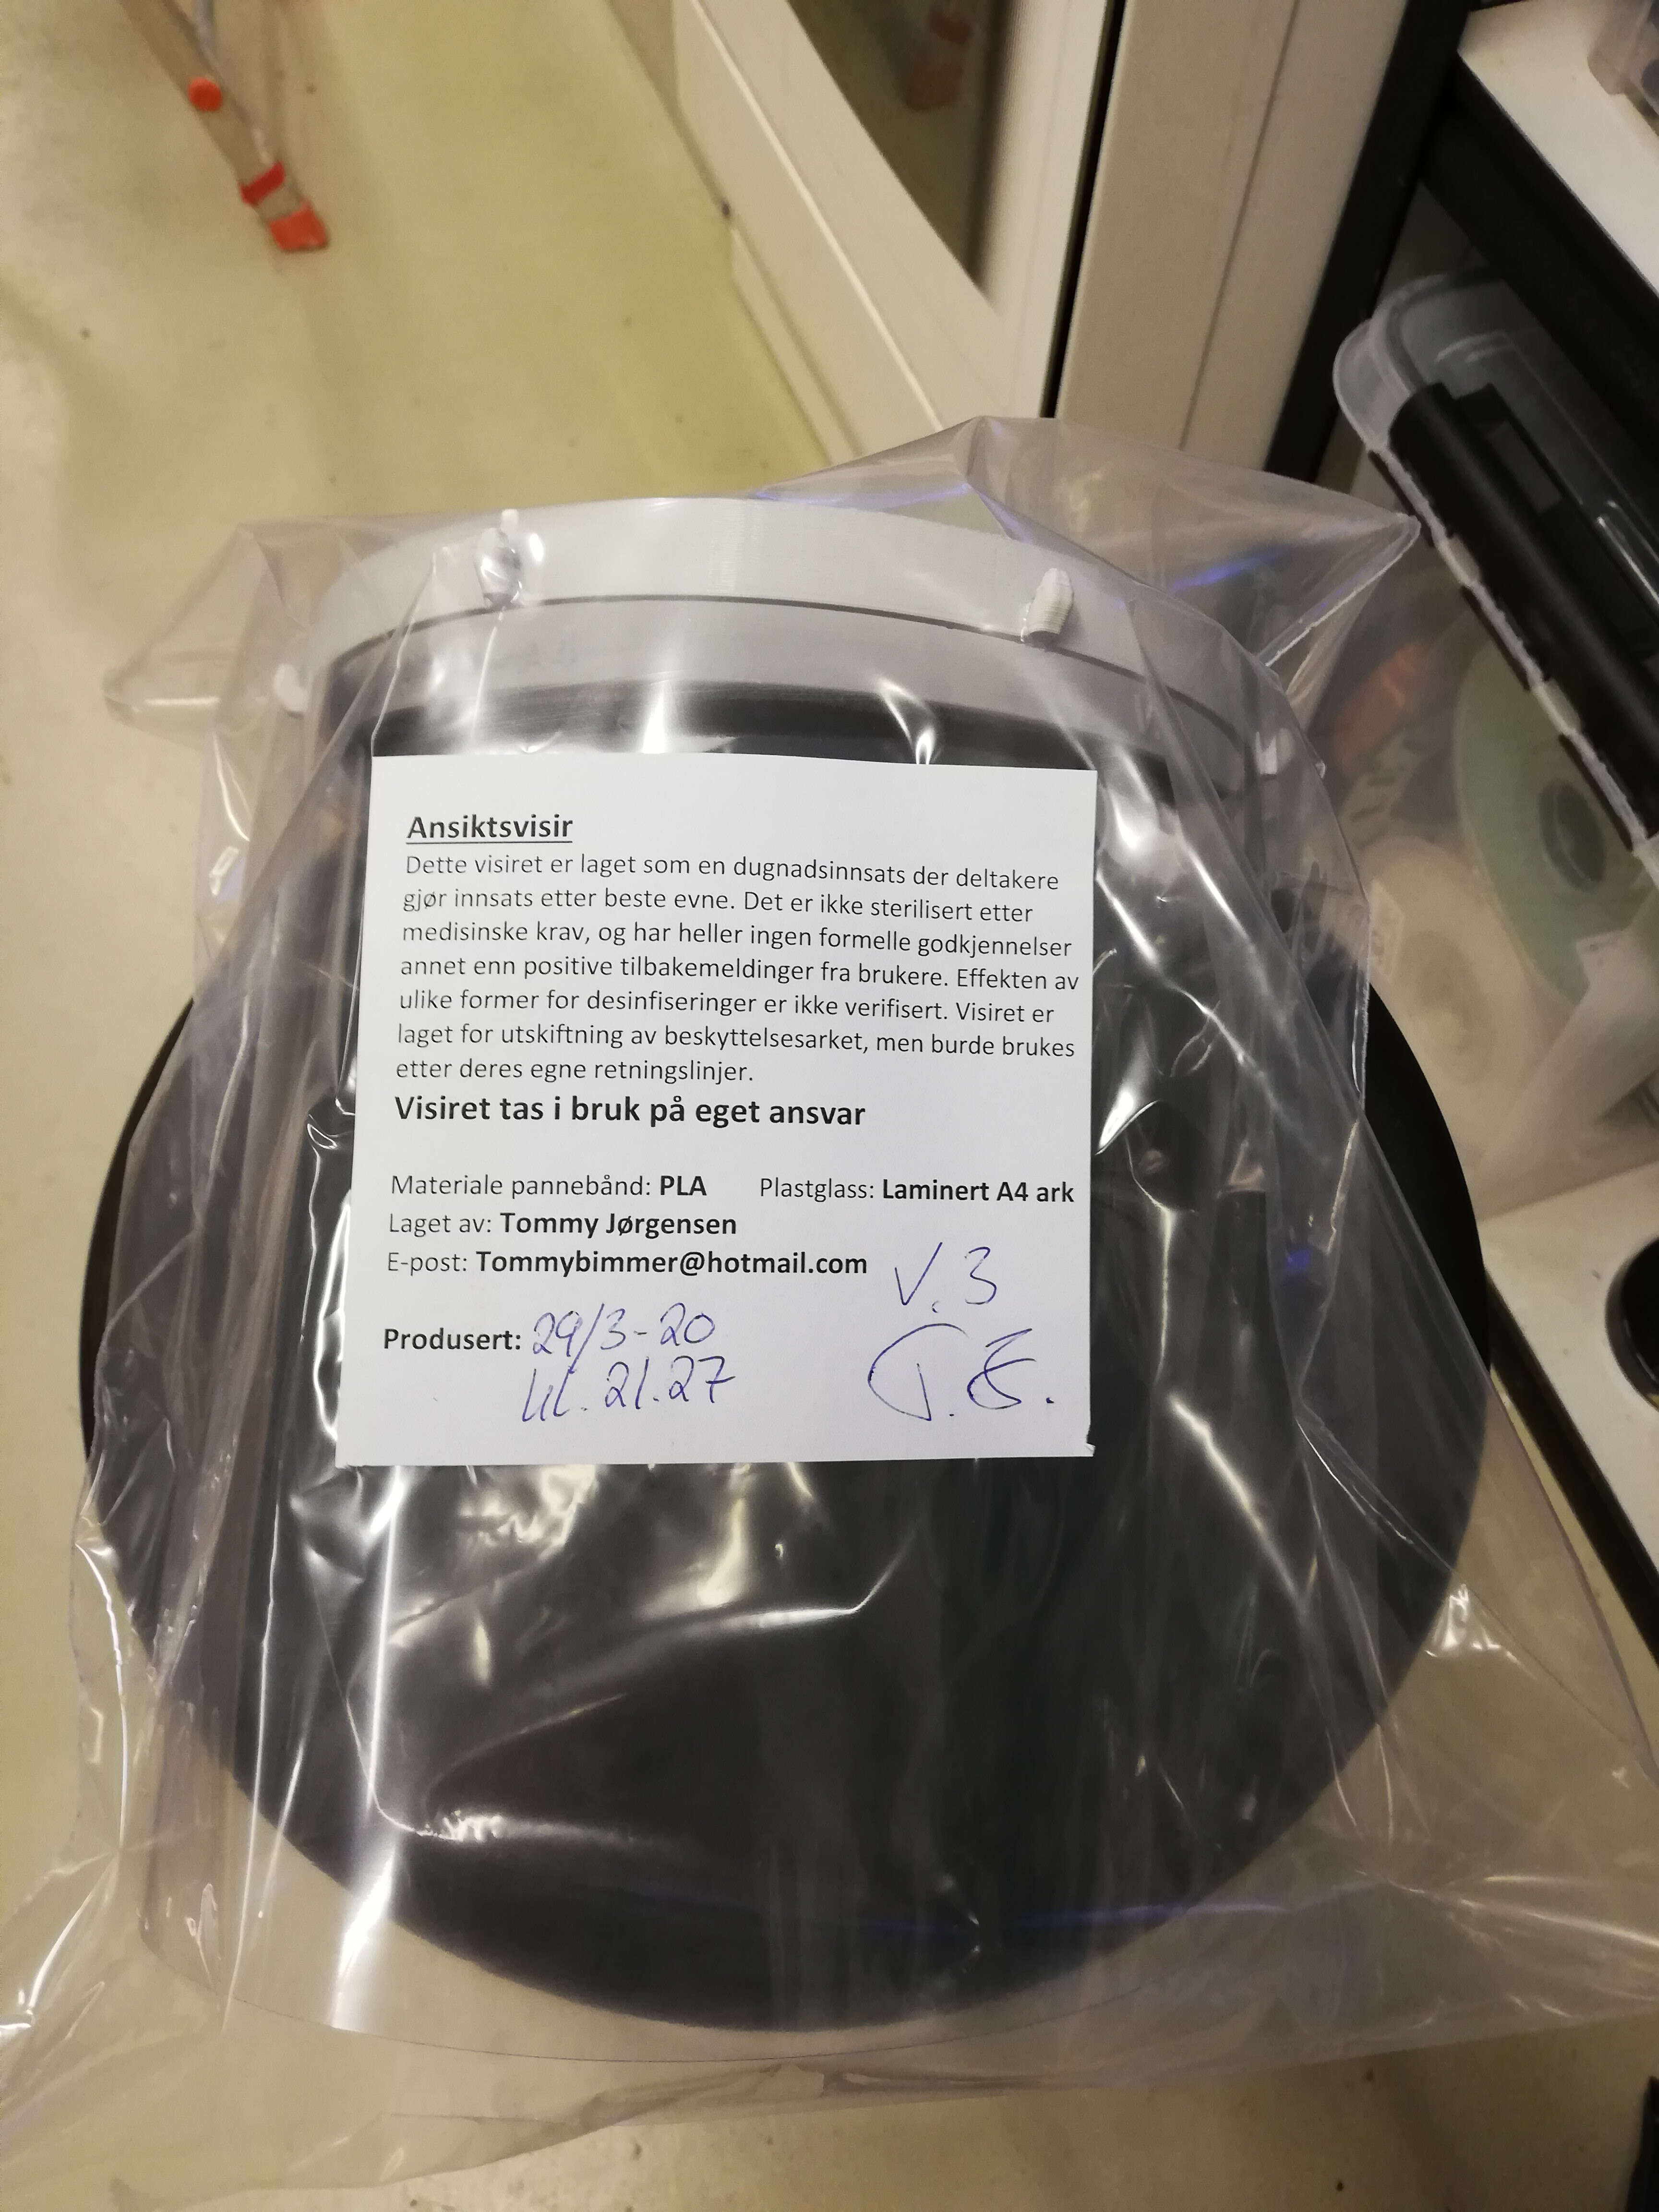 Ansiktsvisir
Dette visiret er laget som en dugnadsinnsats der deltakere
gjør innsats etter beste evne. Det er ikke sterilisert etter
medisinske krav, og har heller ingen formelle godkjennelser
annet enn positive tilbakemeldinger fra brukere. Effekten av
ulike former for desinfiseringer er ikke verifisert. Visiret er
laget for utskiftning av beskyttelsesarket, men burde brukes
etter deres egne retningslinjer.
Visiret tas i bruk på eget ansvar
Materiale pannebånd: PLA Plastglass: Laminert A4 ark
Laget av: Tommy Jørgensen
E-post: Tommybimmer@hotmail.com
V.3
Produsert: 29/3-20
kl. 21.27